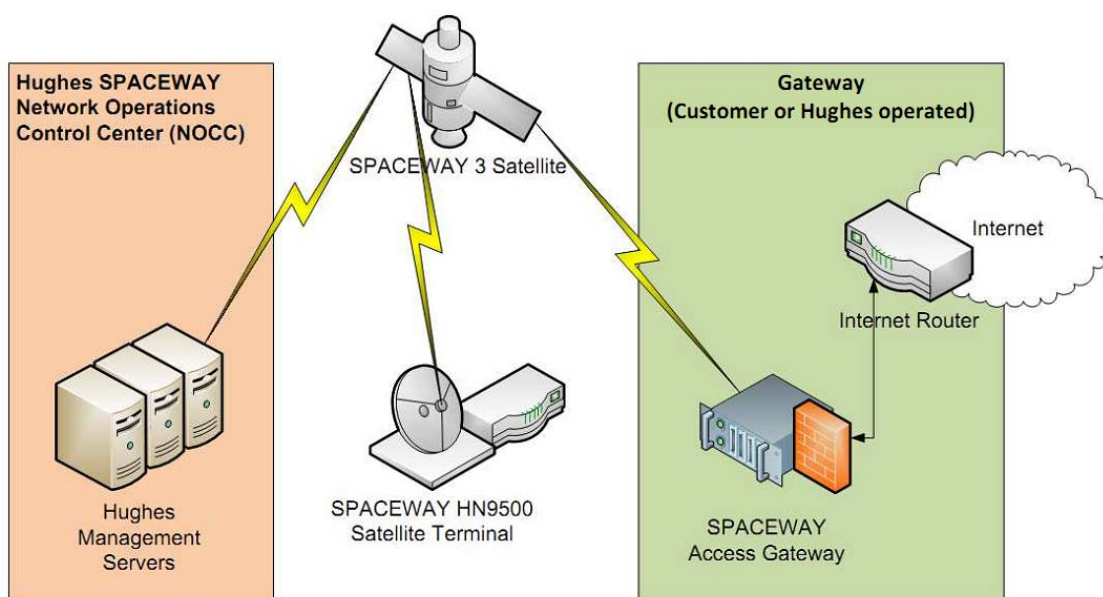 Hughes SPACEWAY
Network Operations
Control Center (NOCC)
SPACEWAY 3 Satellite
Gateway
(Customer or Hughes operated)
Internet
Internet Router
Hughes
Management
Servers
SPACEWAY HN9500
Satellite Terminal
SPACEWAY
Access Gateway